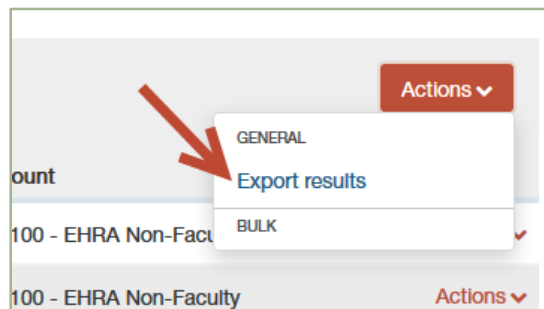 Actions
GENERAL
Export results
ount
BULK
100 - EHRA Non-Facu
100 - EHRA Non-Faculty Actions